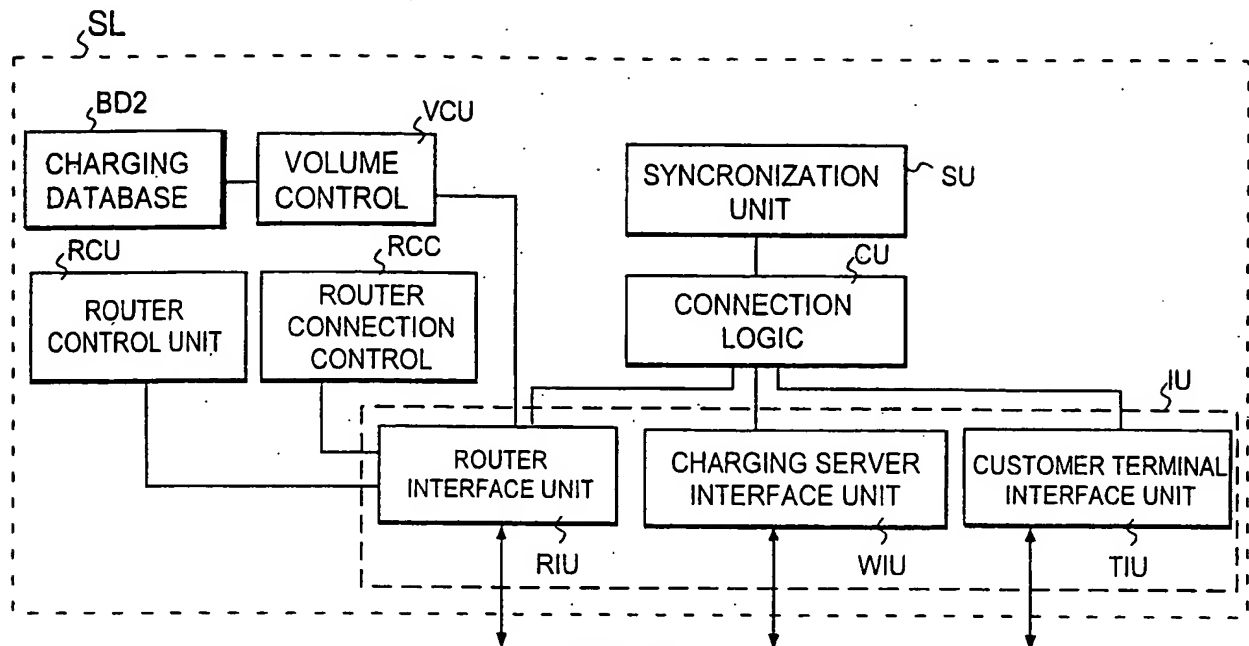 SL
BD2
VCU
CHARGING
DATABASE
VOLUME
CONTROL
SYNCRONIZATION
UNIT
SU
RCU
RCC
CU
ROUTER
CONTROL UNIT
ROUTER
CONNECTION
CONTROL
CONNECTION
LOGIC
IU
ROUTER
INTERFACE UNIT
CHARGING SERVER
INTERFACE UNIT
CUSTOMER TERMINAL
INTERFACE UNIT
RIU
WIU
TIU